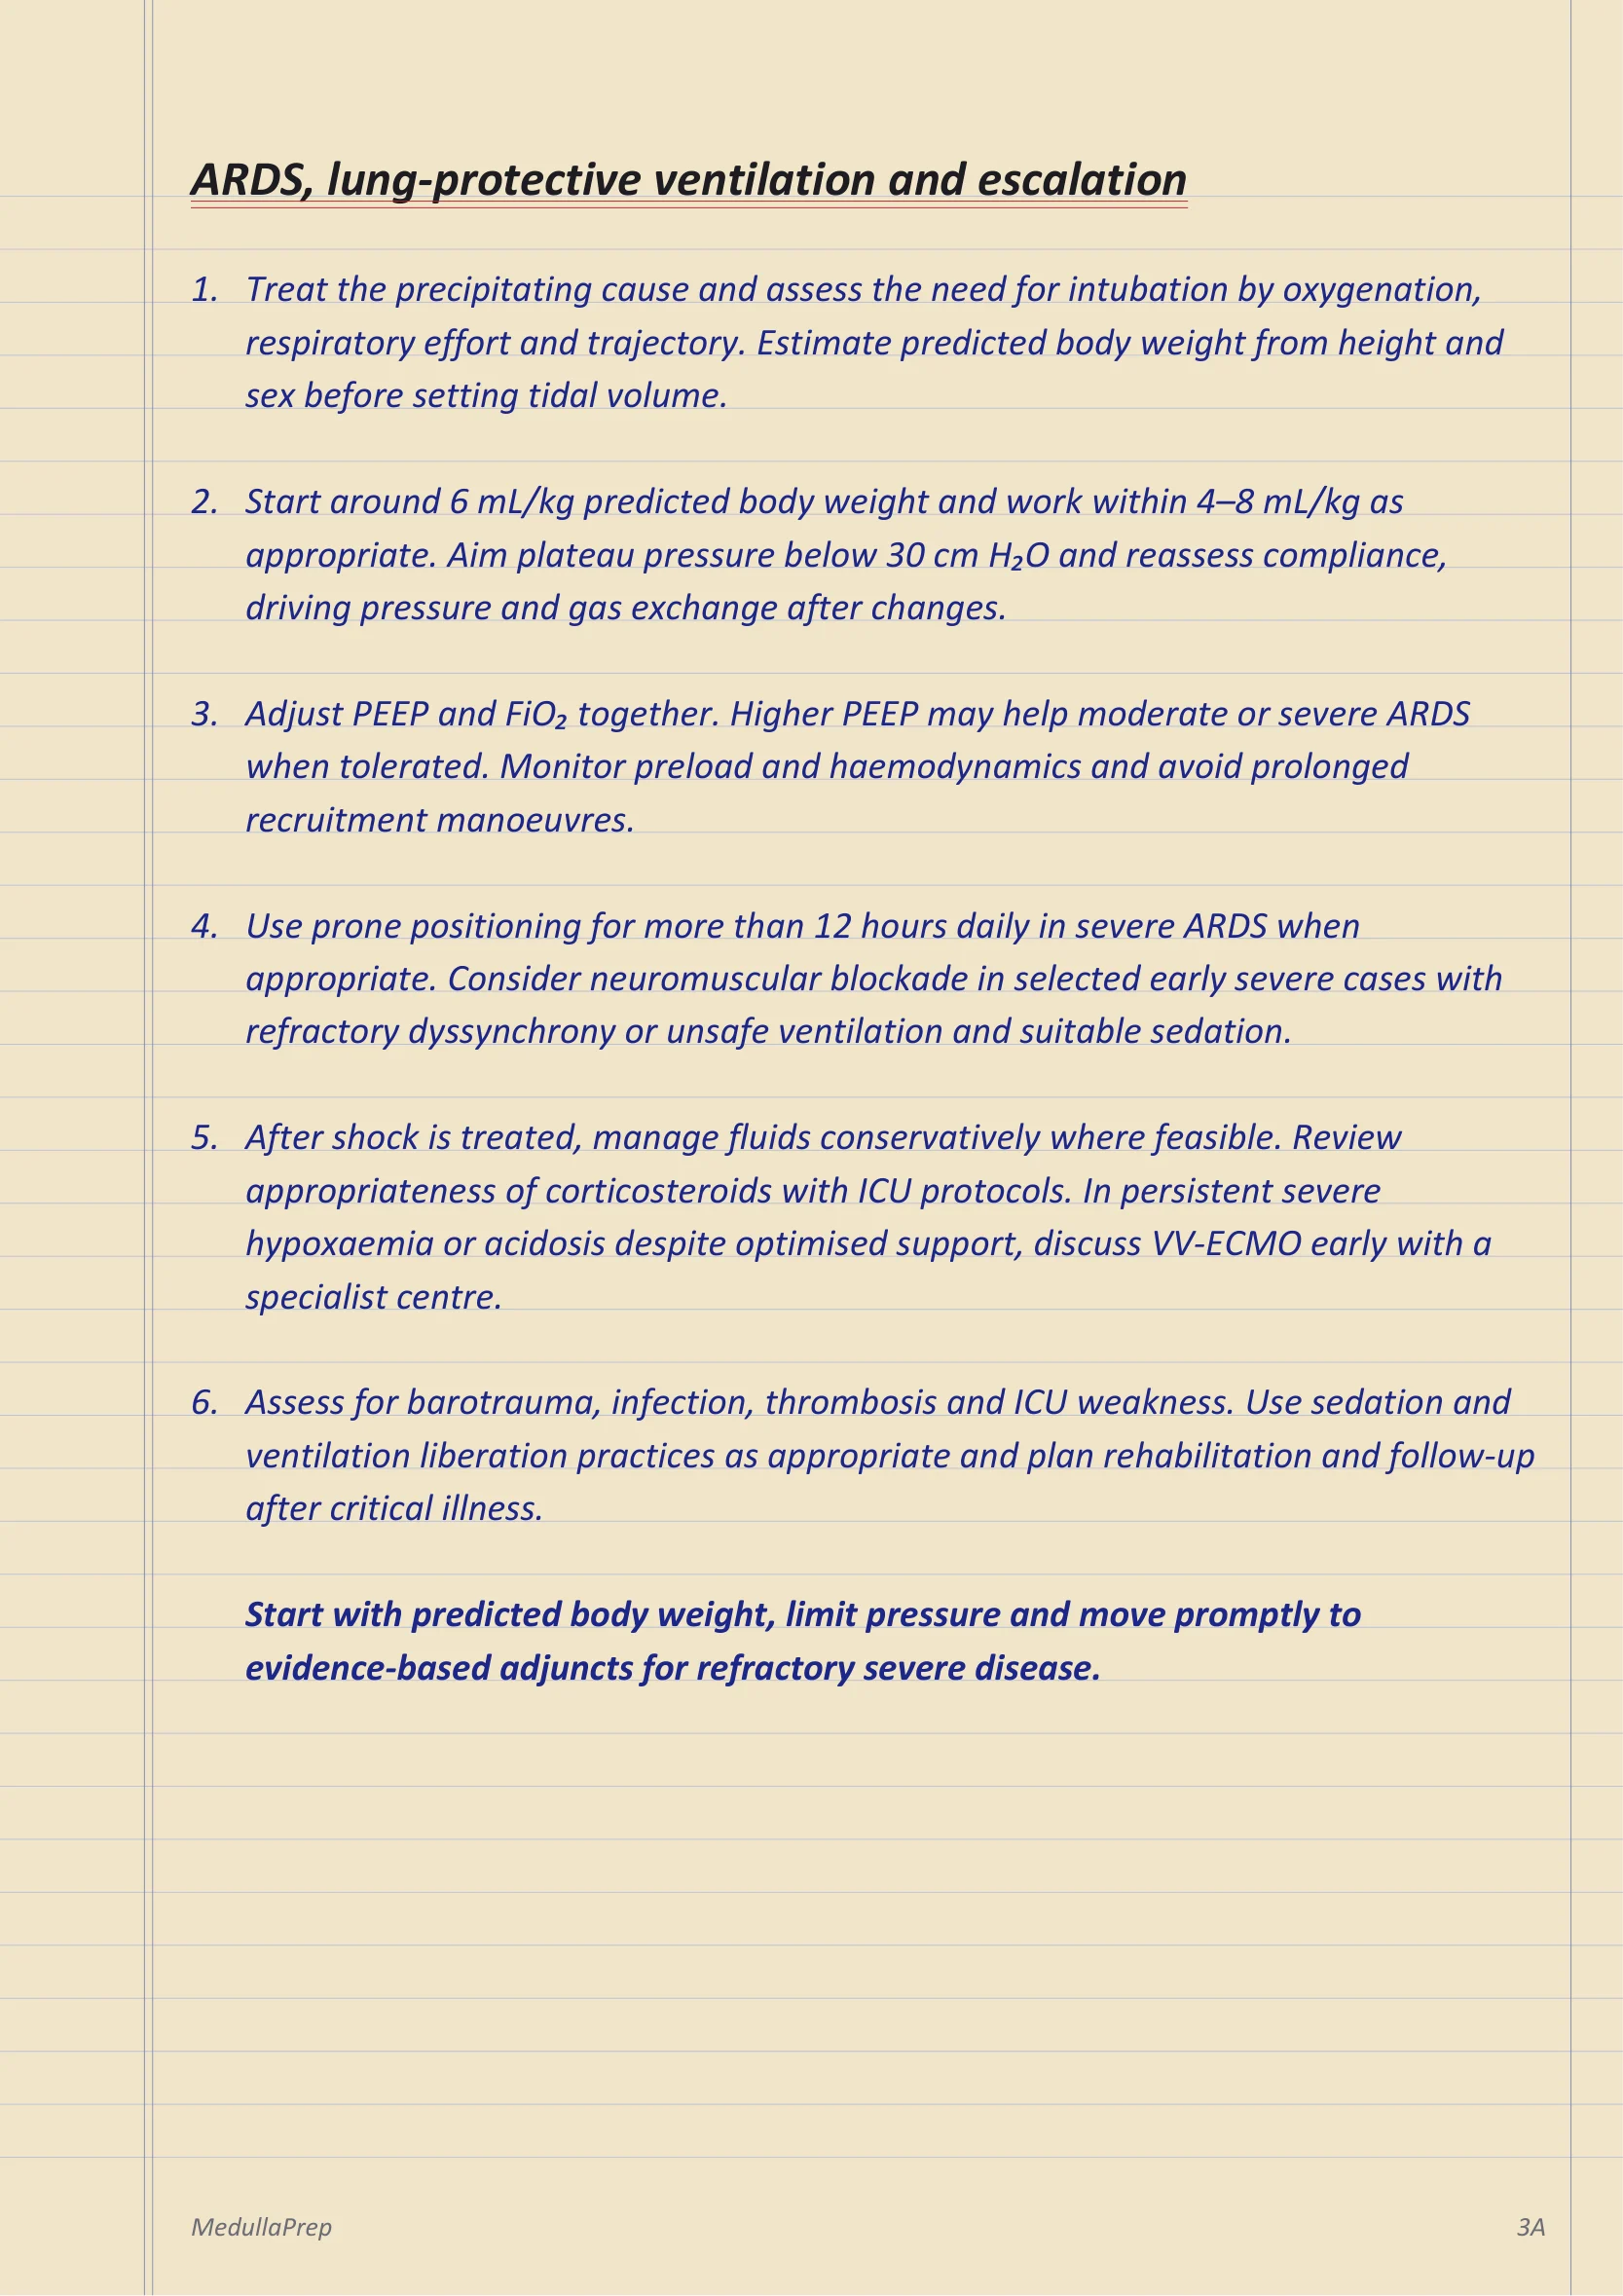 ARDS, lung-protective ventilation and escalation
1. Treat the precipitating cause and assess the need for intubation by oxygenation,
respiratory effort and trajectory. Estimate predicted body weight from height and
sex before setting tidal volume.
2. Start around 6 mL/kg predicted body weight and work within 4–8 mL/kg as
appropriate. Aim plateau pressure below 30 cm H₂O and reassess compliance,
driving pressure and gas exchange after changes.
3. Adjust PEEP and FiO₂ together. Higher PEEP may help moderate or severe ARDS
when tolerated. Monitor preload and haemodynamics and avoid prolonged
recruitment manoeuvres.
4. Use prone positioning for more than 12 hours daily in severe ARDS when
appropriate. Consider neuromuscular blockade in selected early severe cases with
refractory dyssynchrony or unsafe ventilation and suitable sedation.
5. After shock is treated, manage fluids conservatively where feasible. Review
appropriateness of corticosteroids with ICU protocols. In persistent severe
hypoxaemia or acidosis despite optimised support, discuss VV-ECMO early with a
specialist centre.
6. Assess for barotrauma, infection, thrombosis and ICU weakness. Use sedation and
ventilation liberation practices as appropriate and plan rehabilitation and follow-up
after critical illness.
Start with predicted body weight, limit pressure and move promptly to
evidence-based adjuncts for refractory severe disease.
MedullaPrep
3A